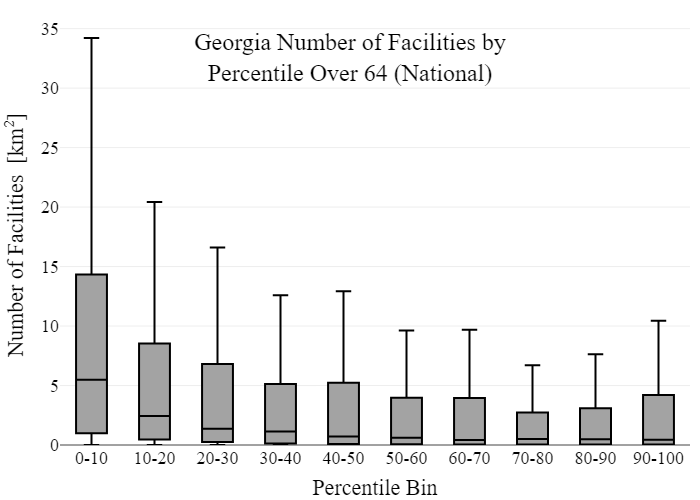 Georgia Number of Facilities by
Percentile Over 64 (National)
Number of Facilities [km²]
35
30
25
20
15
10
5
0
0-10 10-20 20-30 30-40 40-50 50-60 60-70 70-80 80-90 90-100
Percentile Bin